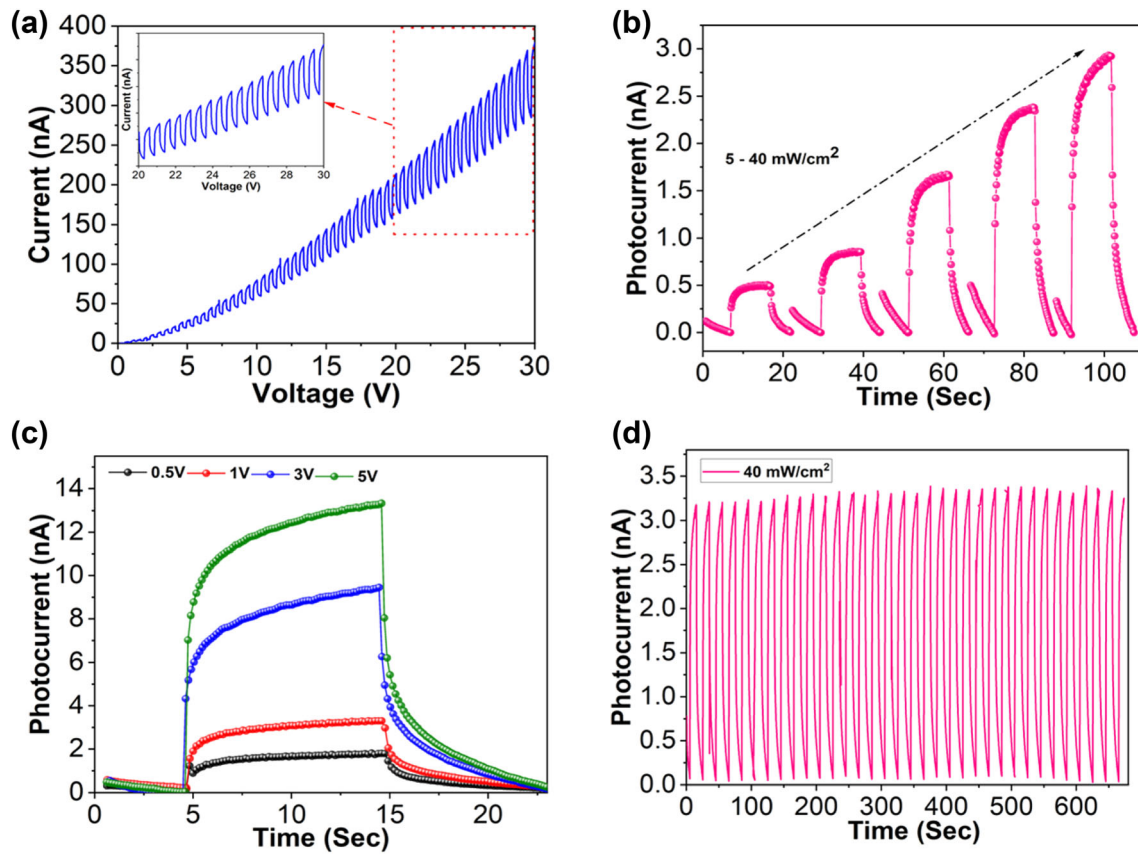 (a)
Current (nA)
400
350
300
250
200
150
100
50
0
0 5 10 15 20 25 30
Voltage (V)
Current (nA)
20 22 24 26 28 30
Voltage (V)
(b)
Photocurrent (nA)
3.0
2.5
2.0
1.5
1.0
0.5
0.0
5 - 40 mW/cm²
0 20 40 60 80 100
Time (Sec)
(c)
0.5V 1V 3V 5V
Photocurrent (nA)
14
12
10
8
6
4
2
0
0 5 10 15 20
Time (Sec)
(d)
40 mW/cm²
Photocurrent (nA)
3.5
3.0
2.5
2.0
1.5
1.0
0.5
0.0
0 100 200 300 400 500 600
Time (Sec)